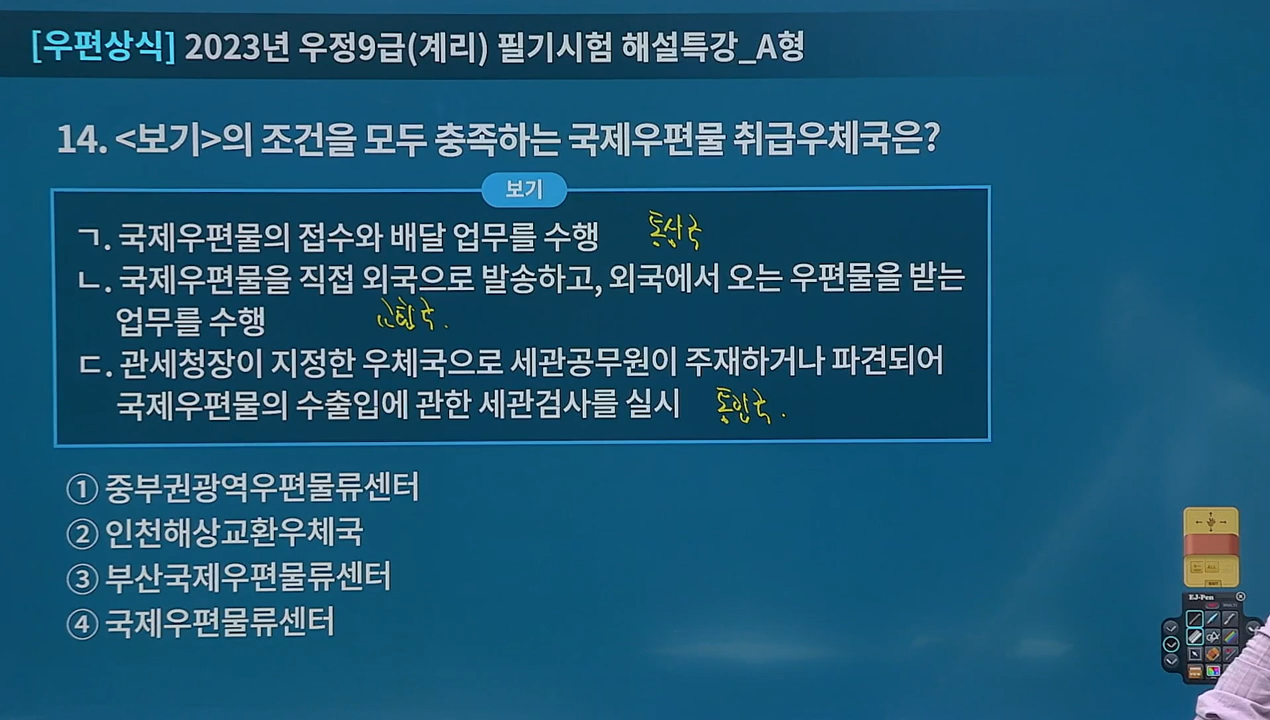 [우편상식] 2023년 우정9급(계리) 필기시험 해설특강_A형
14. <보기>의 조건을 모두 충족하는 국제우편물 취급우체국은?
보기
ㄱ. 국제우편물의 접수와 배달 업무를 수행 통상국
ㄴ. 국제우편물을 직접 외국으로 발송하고, 외국에서 오는 우편물을 받는
업무를 수행 교환국.
ㄷ. 관세청장이 지정한 우체국으로 세관공무원이 주재하거나 파견되어
국제우편물의 수출입에 관한 세관검사를 실시
① 중부권광역우편물류센터
② 인천해상교환우체국
③ 부산국제우편물류센터
④ 국제우편물류센터
EJ-Pen